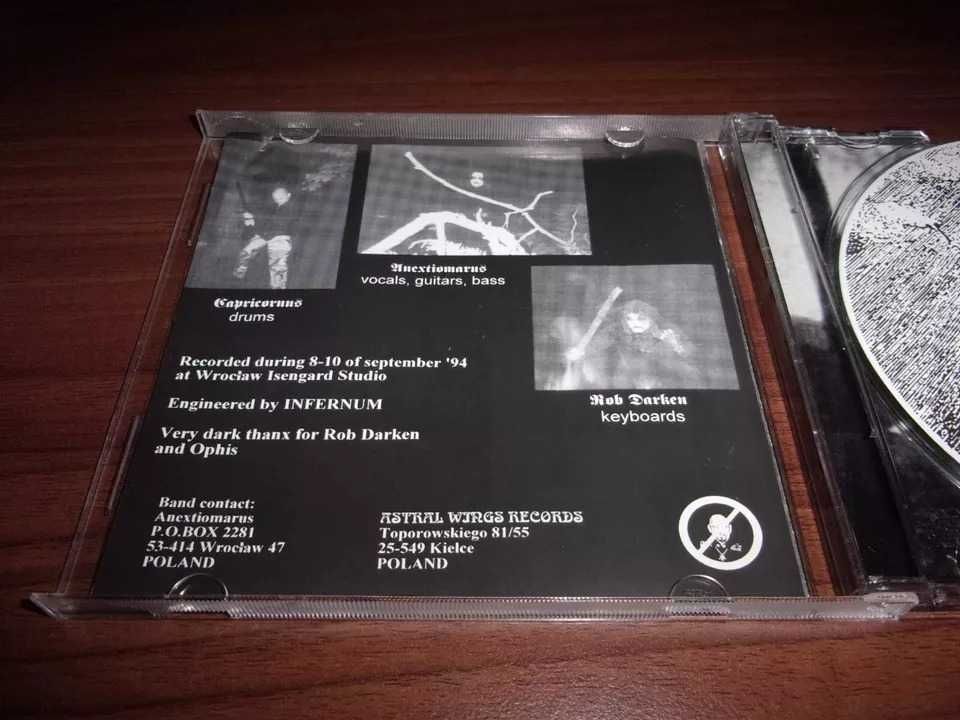 Capricornus
drums
Anextiomarus
vocals, guitars, bass
Rob Darken
keyboards
Recorded during 8-10 of september '94
at Wrocław Isengard Studio
Engineered by INFERNUM
Very dark thanx for Rob Darken
and Ophis
Band contact:
Anextiomarus
P.O.BOX 2281
53-414 Wrocław 47
POLAND
ASTRAL WINGS RECORDS
Toporowskiego 81/55
25-549 Kielce
POLAND